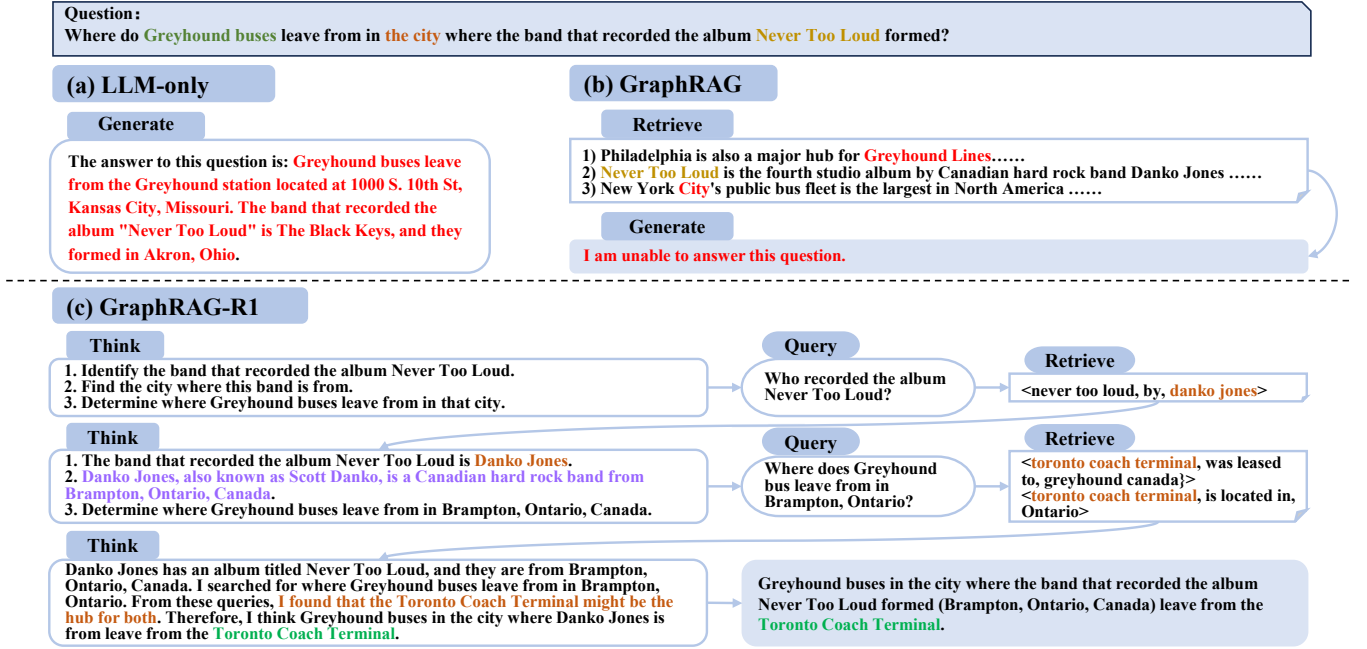 Question：
Where do Greyhound buses leave from in the city where the band that recorded the album Never Too Loud formed?
(a) LLM-only
Generate
The answer to this question is: Greyhound buses leave
from the Greyhound station located at 1000 S. 10th St,
Kansas City, Missouri. The band that recorded the
album "Never Too Loud" is The Black Keys, and they
formed in Akron, Ohio.
(b) GraphRAG
Retrieve
1) Philadelphia is also a major hub for Greyhound Lines……
2) Never Too Loud is the fourth studio album by Canadian hard rock band Danko Jones ……
3) New York City's public bus fleet is the largest in North America ……
Generate
I am unable to answer this question.
(c) GraphRAG-R1
Think
1. Identify the band that recorded the album Never Too Loud.
2. Find the city where this band is from.
3. Determine where Greyhound buses leave from in that city.
Query
Who recorded the album
Never Too Loud?
Retrieve
<never too loud, by, danko jones>
Think
1. The band that recorded the album Never Too Loud is Danko Jones.
2. Danko Jones, also known as Scott Danko, is a Canadian hard rock band from
Brampton, Ontario, Canada.
3. Determine where Greyhound buses leave from in Brampton, Ontario, Canada.
Query
Where does Greyhound
bus leave from in
Brampton, Ontario?
Retrieve
<toronto coach terminal, was leased
to, greyhound canada}>
<toronto coach terminal, is located in,
Ontario>
Think
Danko Jones has an album titled Never Too Loud, and they are from Brampton,
Ontario, Canada. I searched for where Greyhound buses leave from in Brampton,
Ontario. From these queries, I found that the Toronto Coach Terminal might be the
hub for both. Therefore, I think Greyhound buses in the city where Danko Jones is
from leave from the Toronto Coach Terminal.
Greyhound buses in the city where the band that recorded the album
Never Too Loud formed (Brampton, Ontario, Canada) leave from the
Toronto Coach Terminal.